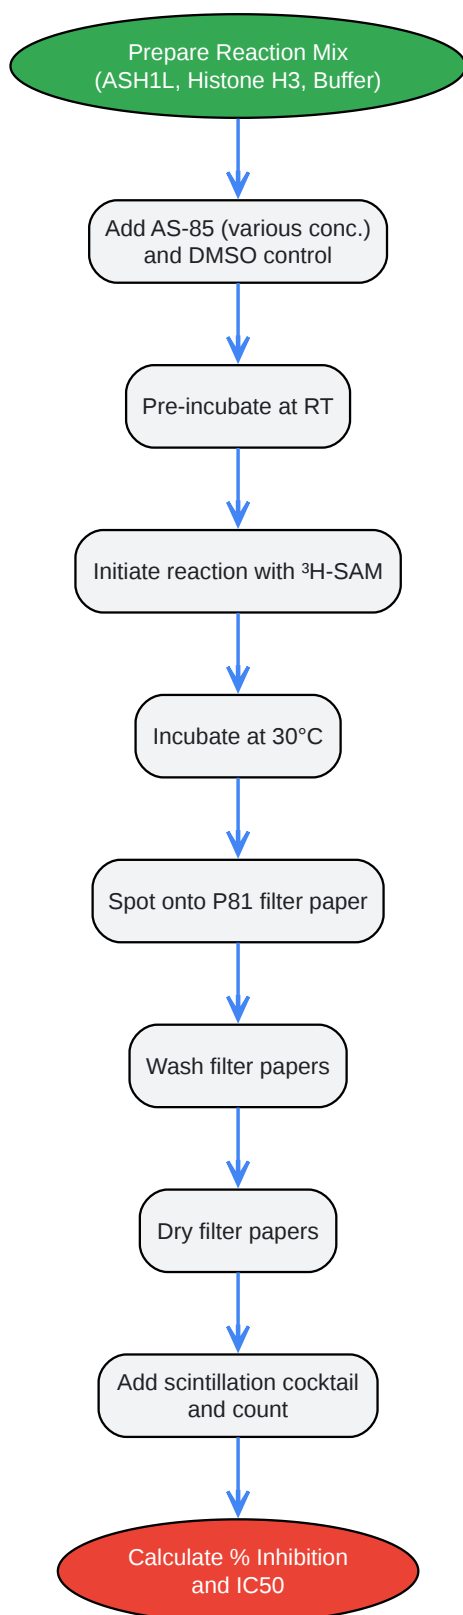 Prepare Reaction Mix
(ASH1L, Histone H3, Buffer)
Add AS-85 (various conc.)
and DMSO control
Pre-incubate at RT
Initiate reaction with ³H-SAM
Incubate at 30°C
Spot onto P81 filter paper
Wash filter papers
Dry filter papers
Add scintillation cocktail
and count
Calculate % Inhibition
and IC50